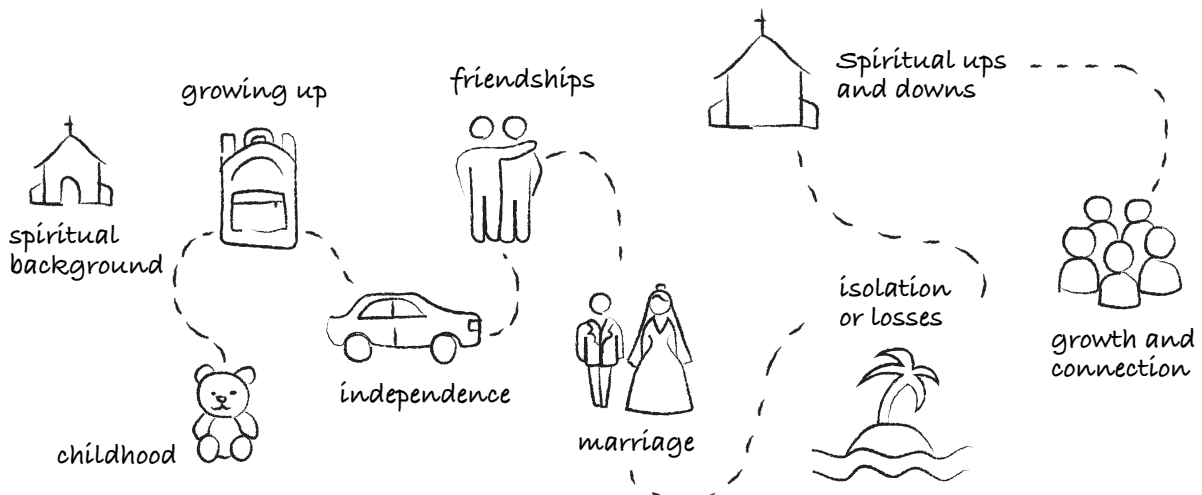 spiritual
background
childhood
growing up
independence
friendships
marriage
isolation
or losses
Spiritual ups
and downs
growth and
connection